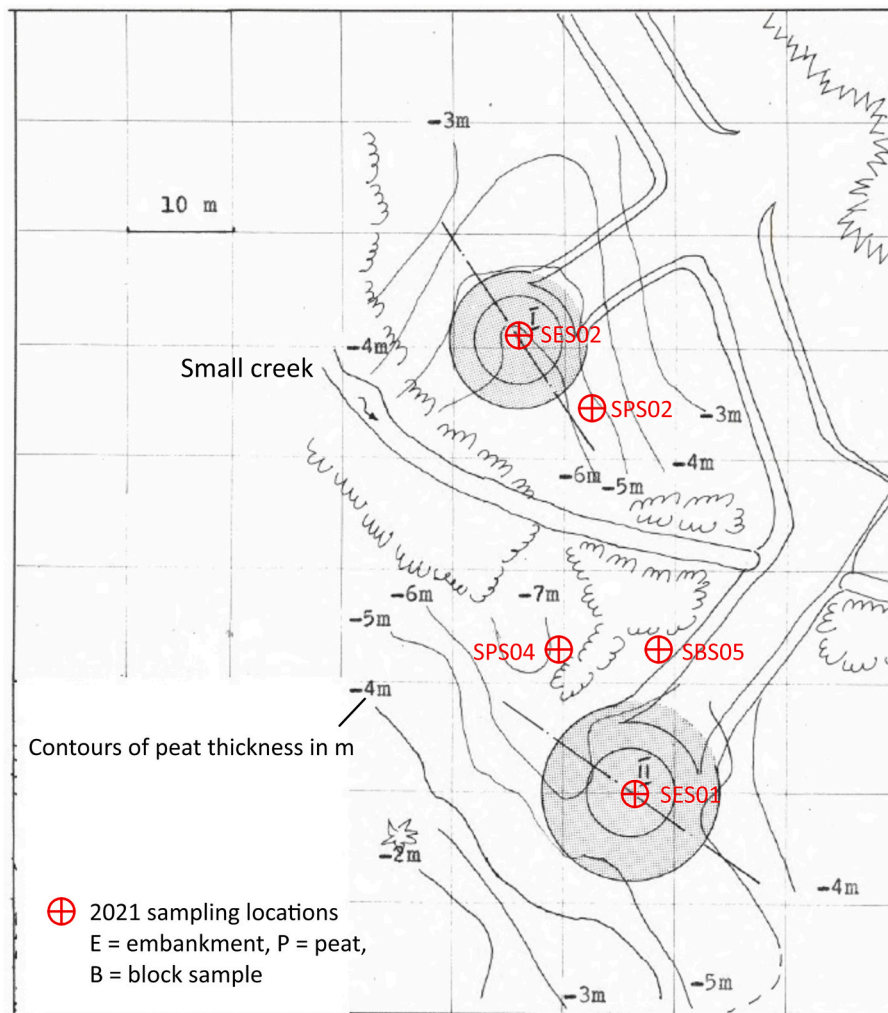 -3m
10 m
I
SES02
-4m
Small creek
SPS02
-3m
-4m
-6m
-5m
-7m
-6m
-5m
SPS04
SBS05
-4m
Contours of peat thickness in m
II
SES01
-2m
-4m
2021 sampling locations
E = embankment, P = peat,
B = block sample
-5m
-3m